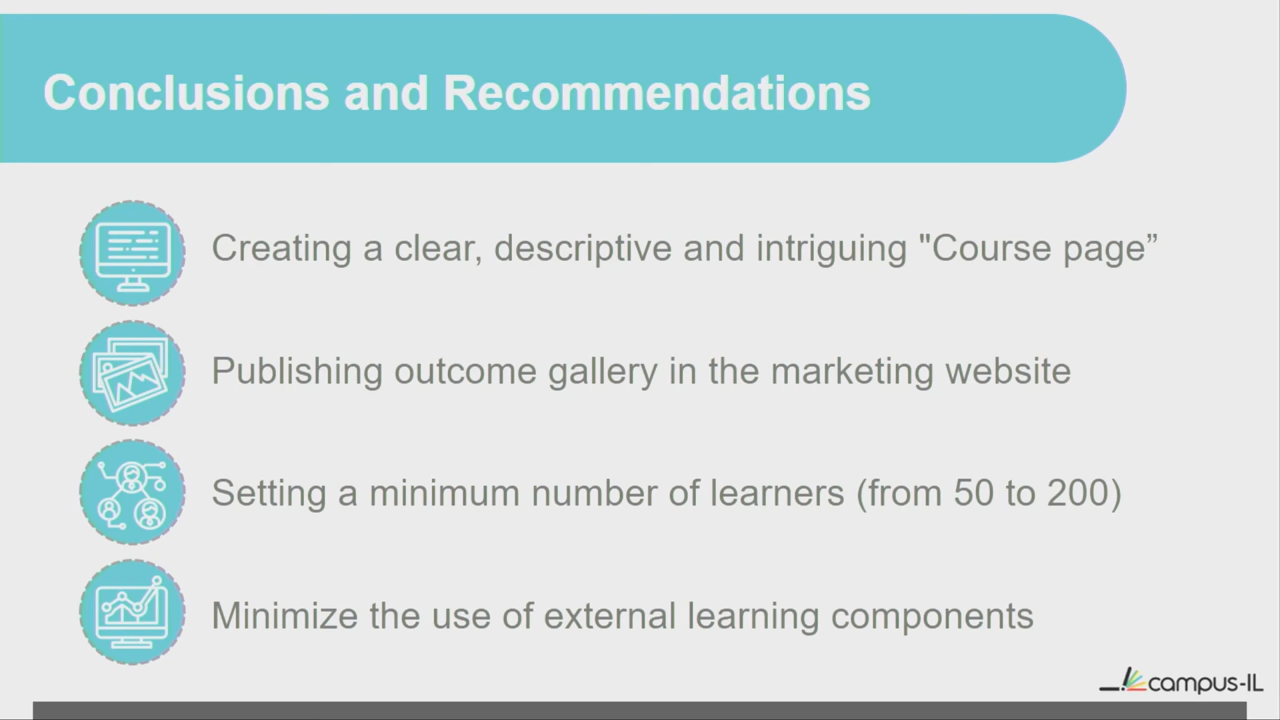 Conclusions and Recommendations
Creating a clear, descriptive and intriguing "Course page”
Publishing outcome gallery in the marketing website
Setting a minimum number of learners (from 50 to 200)
Minimize the use of external learning components
campus-IL